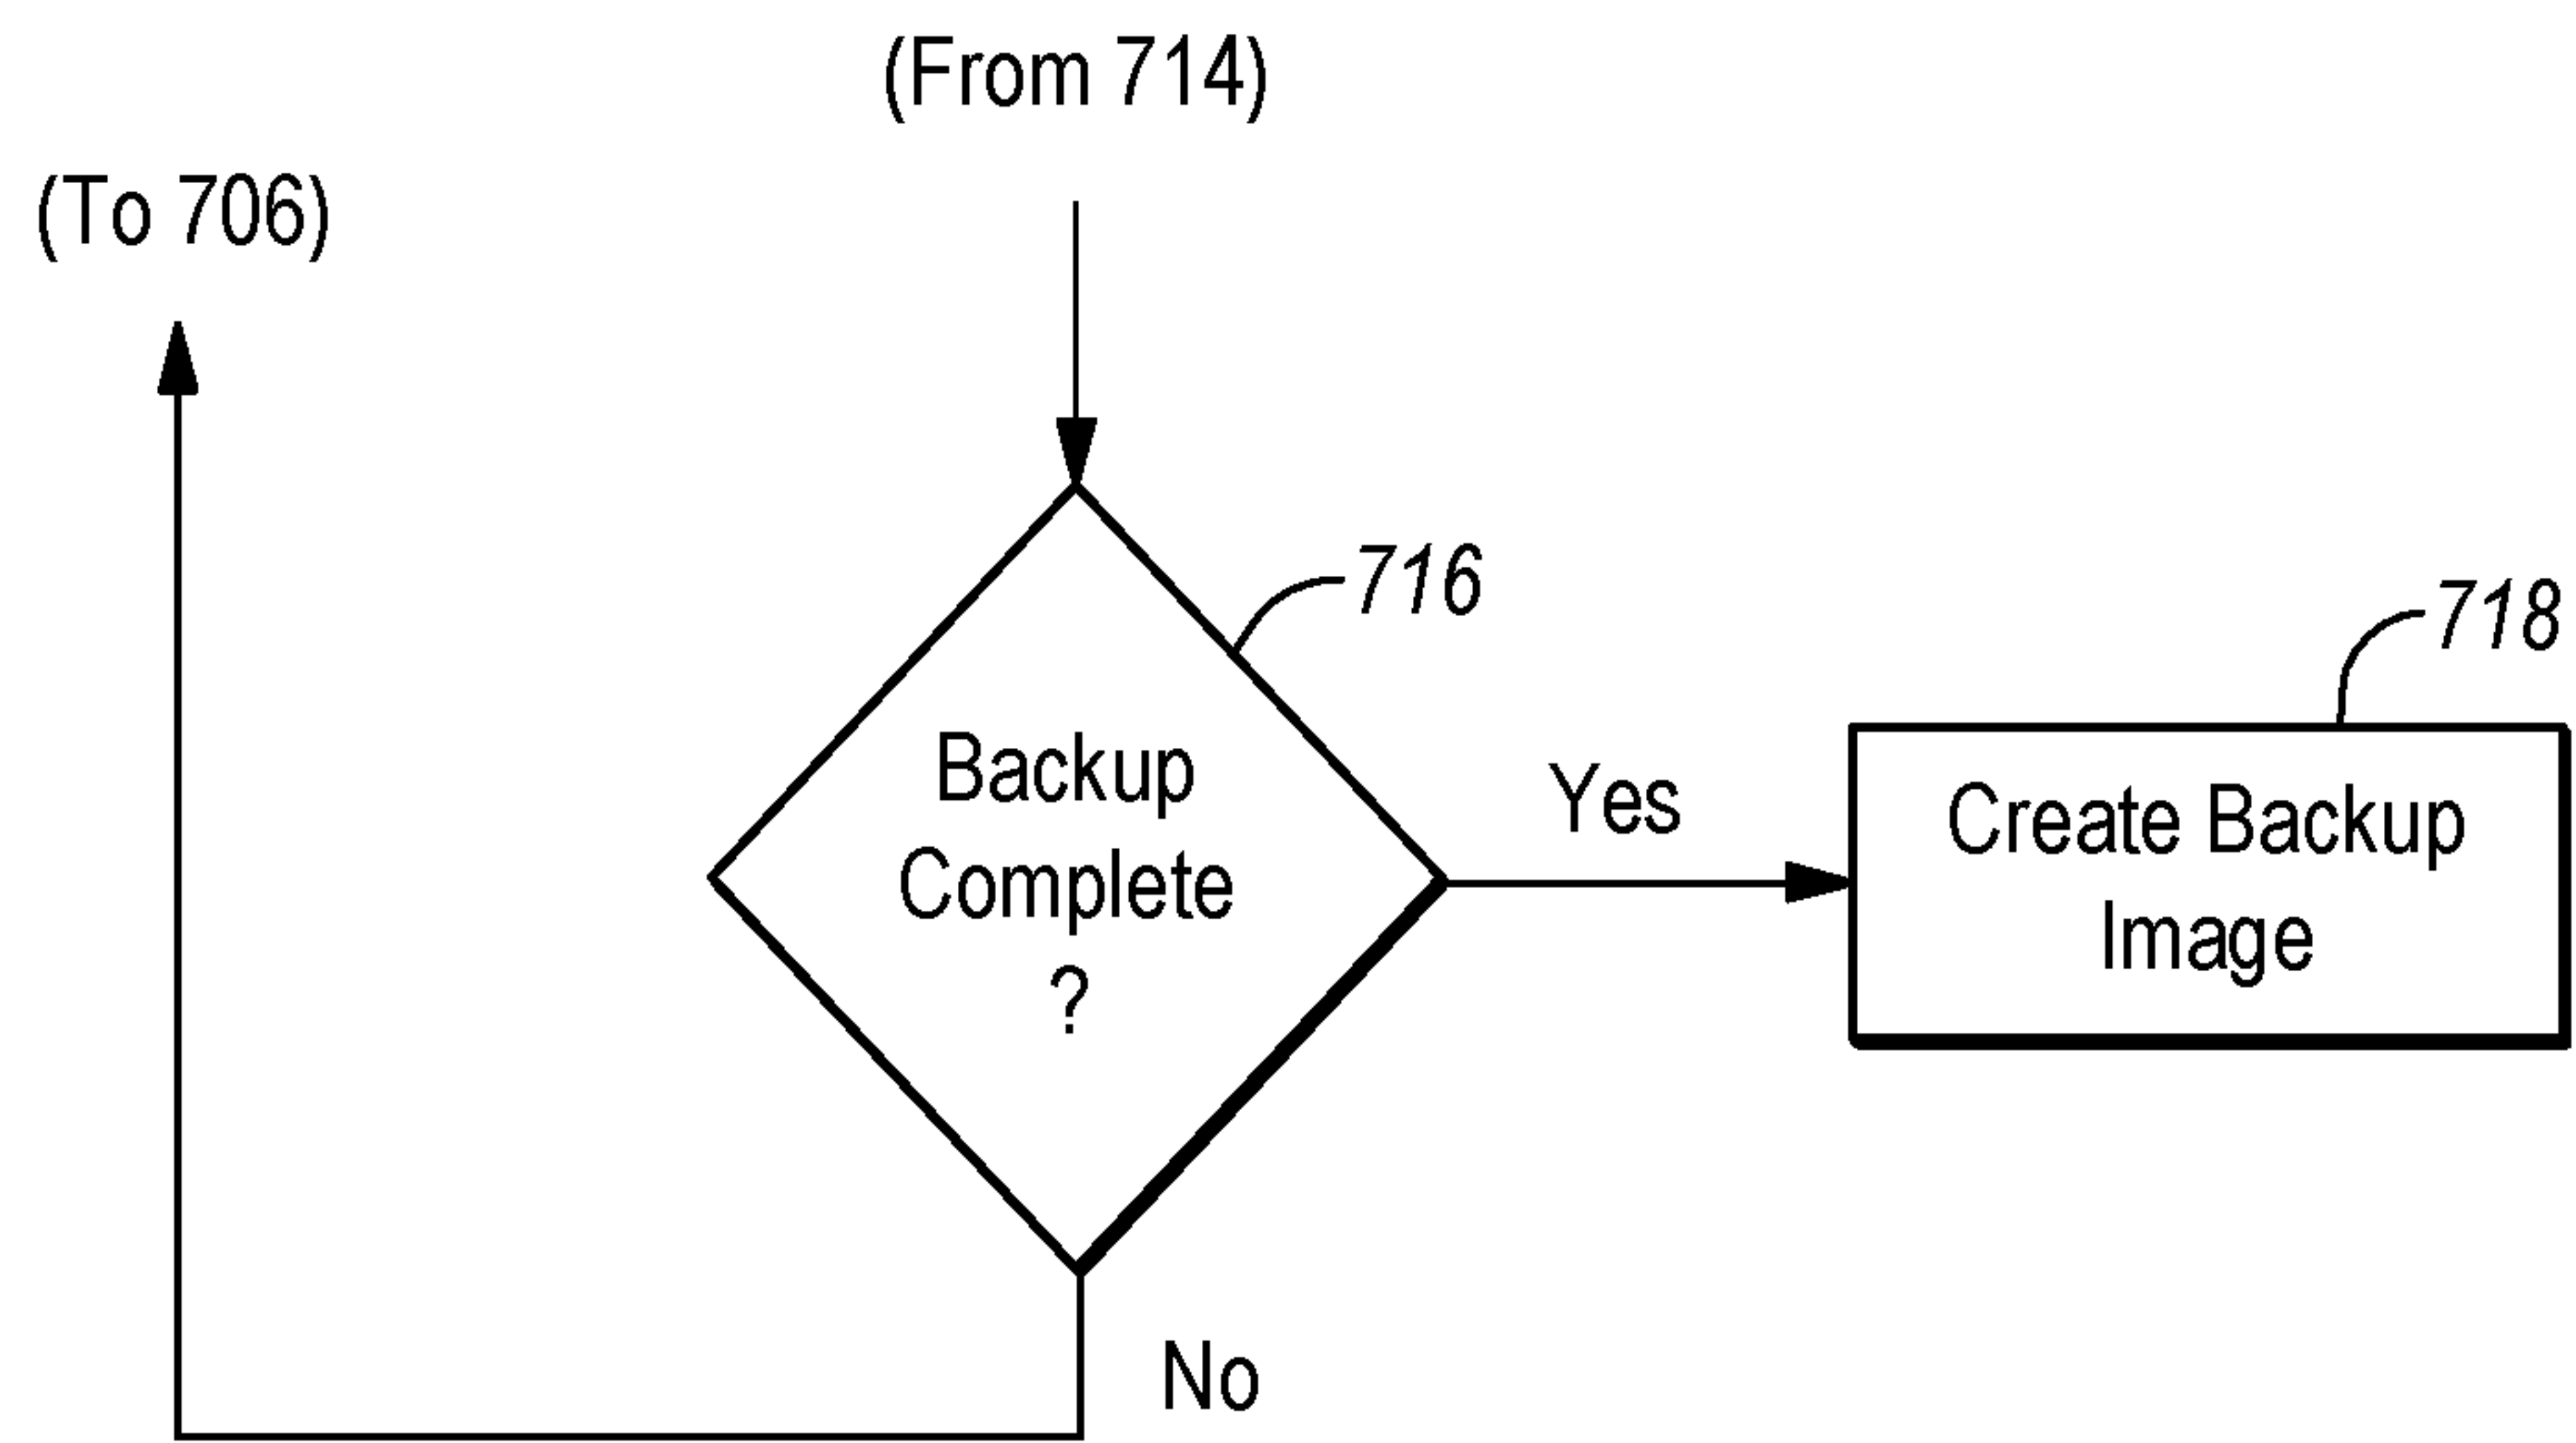 (From 714)
(To 706)
716
718
Backup
Complete
?
Yes
Create Backup
Image
No